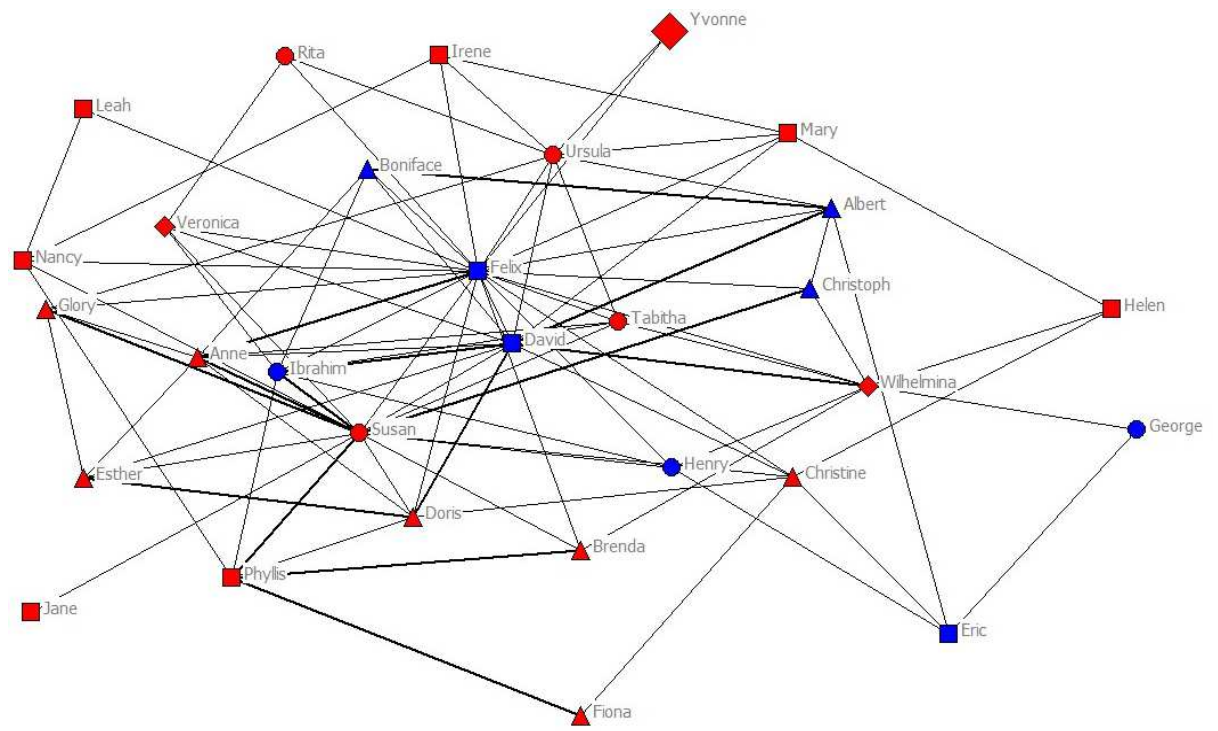 Yvonne
Rita
Irene
Leah
Mary
Ursula
Boniface
Albert
Veronica
Nancy
Felix
Christoph
Glory
Helen
Tabitha
David
Anne
Ibrahim
Wilhelmina
Susan
George
Henry
Esther
Christine
Doris
Brenda
Phyllis
Jane
Eric
Fiona